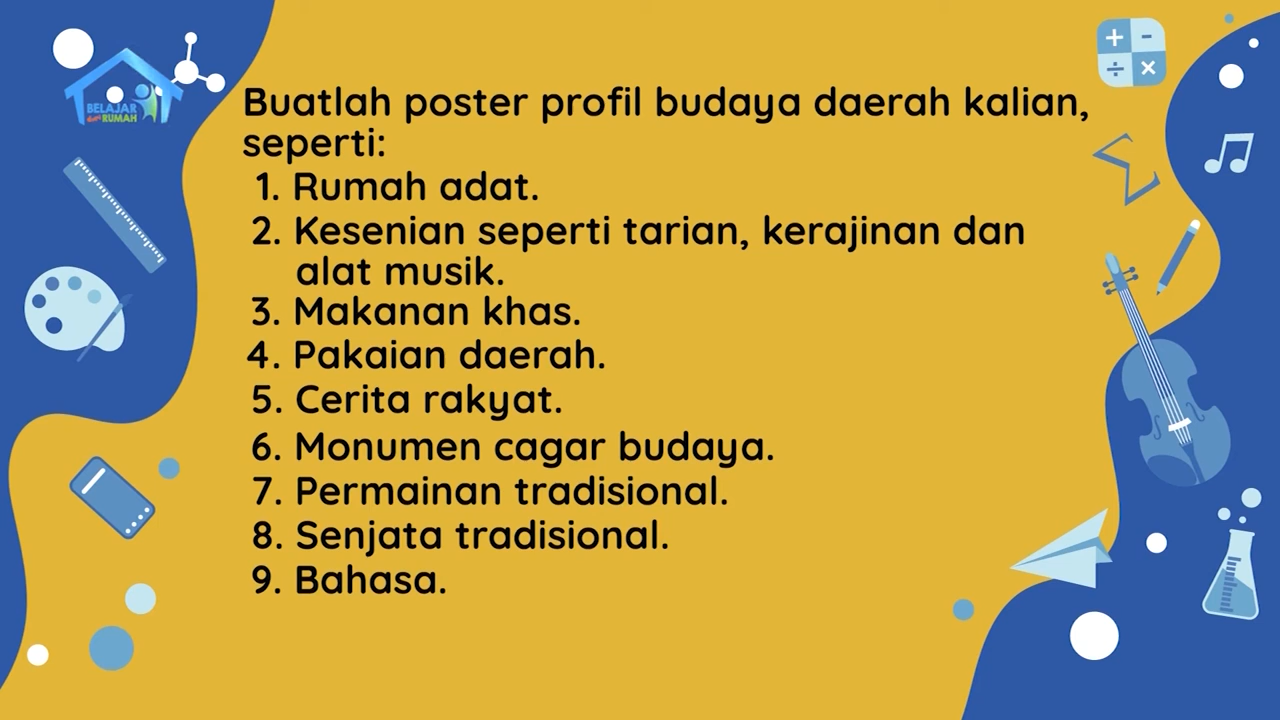 BELAJAR
dari RUMAH
Buatlah poster profil budaya daerah kalian,
seperti:
1. Rumah adat.
2. Kesenian seperti tarian, kerajinan dan
alat musik.
3. Makanan khas.
4. Pakaian daerah.
5. Cerita rakyat.
6. Monumen cagar budaya.
7. Permainan tradisional.
8. Senjata tradisional.
9. Bahasa.